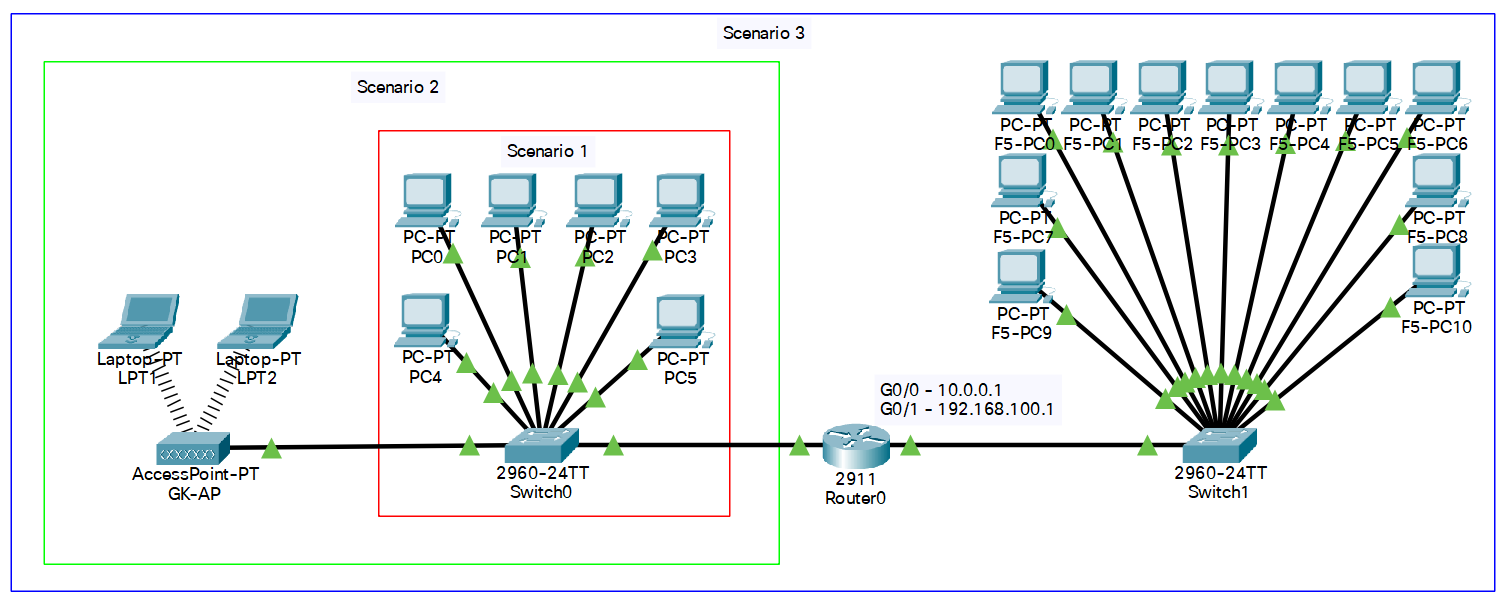 Scenario 3
Scenario 2
Scenario 1
PC-PT
PC0
PC-PT
PC1
PC-PT
PC2
PC-PT
PC3
PC-PT
PC4
PC-PT
PC5
Laptop-PT
LPT1
Laptop-PT
LPT2
AccessPoint-PT
GK-AP
2960-24TT
Switch0
G0/0 - 10.0.0.1
G0/1 - 192.168.100.1
2911
Router0
PC-PT
F5-PC0
PC-PT
F5-PC1
PC-PT
F5-PC2
PC-PT
F5-PC3
PC-PT
F5-PC4
PC-PT
F5-PC5
PC-PT
F5-PC6
PC-PT
F5-PC7
PC-PT
F5-PC8
PC-PT
F5-PC9
PC-PT
F5-PC10
2960-24TT
Switch1